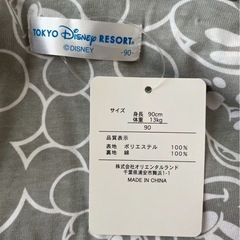 TOKYO DISNEY RESORT®
-90-
©DISNEY
サイズ
身長 90cm
体重 13kg
90
品質表示
表地 ポリエステル 100%
裏地 綿 100%
株式会社オリエンタルランド
千葉県浦安市舞浜1-1
MADE IN CHINA